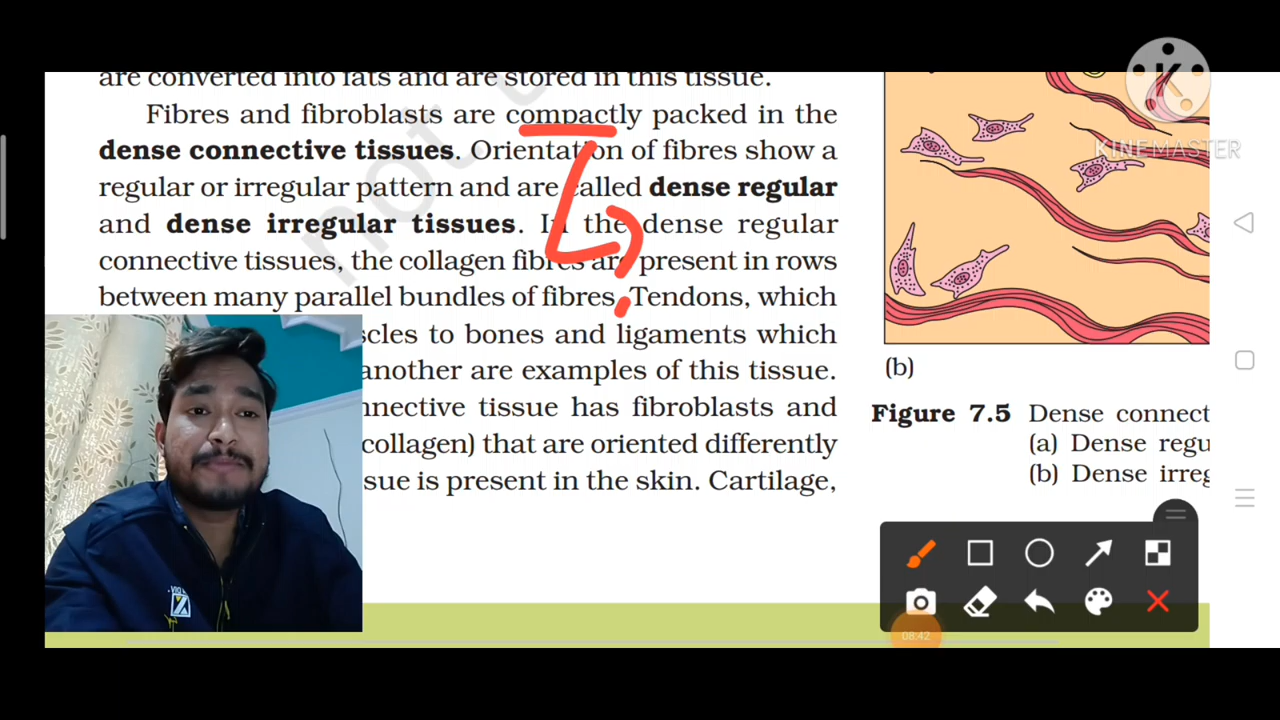 are converted into fats and are stored in this tissue.
Fibres and fibroblasts are compactly packed in the
dense connective tissues. Orientation of fibres show a
regular or irregular pattern and are called dense regular
and dense irregular tissues. In the dense regular
connective tissues, the collagen fibres are present in rows
between many parallel bundles of fibres. Tendons, which
scles to bones and ligaments which
another are examples of this tissue.
nnective tissue has fibroblasts and
collagen) that are oriented differently
sue is present in the skin. Cartilage,
not
K
KINEMASTER
(b)
Figure 7.5 Dense connect
(a) Dense regu
(b) Dense irreg
08:42